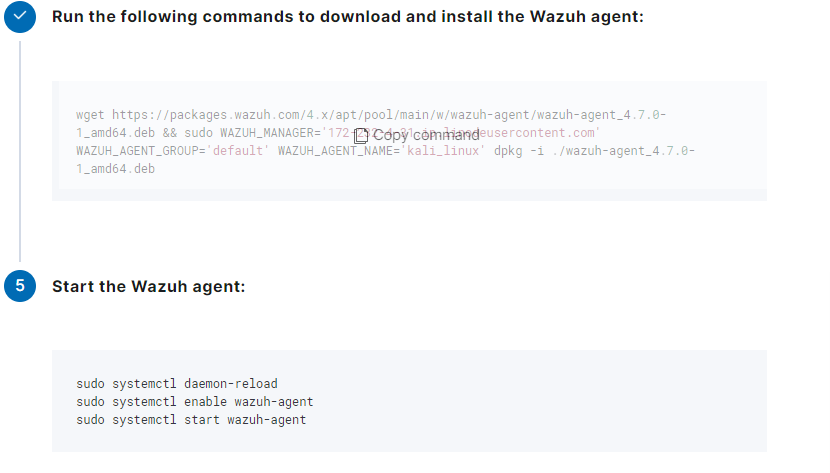 Run the following commands to download and install the Wazuh agent:
wget https://packages.wazuh.com/4.x/apt/pool/main/w/wazuh-agent/wazuh-agent_4.7.0-
1_amd64.deb && sudo WAZUH_MANAGER='172- .ip.linodeusercontent.com'
Copy command
WAZUH_AGENT_GROUP='default' WAZUH_AGENT_NAME='kali_linux' dpkg -i ./wazuh-agent_4.7.0-
1_amd64.deb
5 Start the Wazuh agent:
sudo systemctl daemon-reload
sudo systemctl enable wazuh-agent
sudo systemctl start wazuh-agent